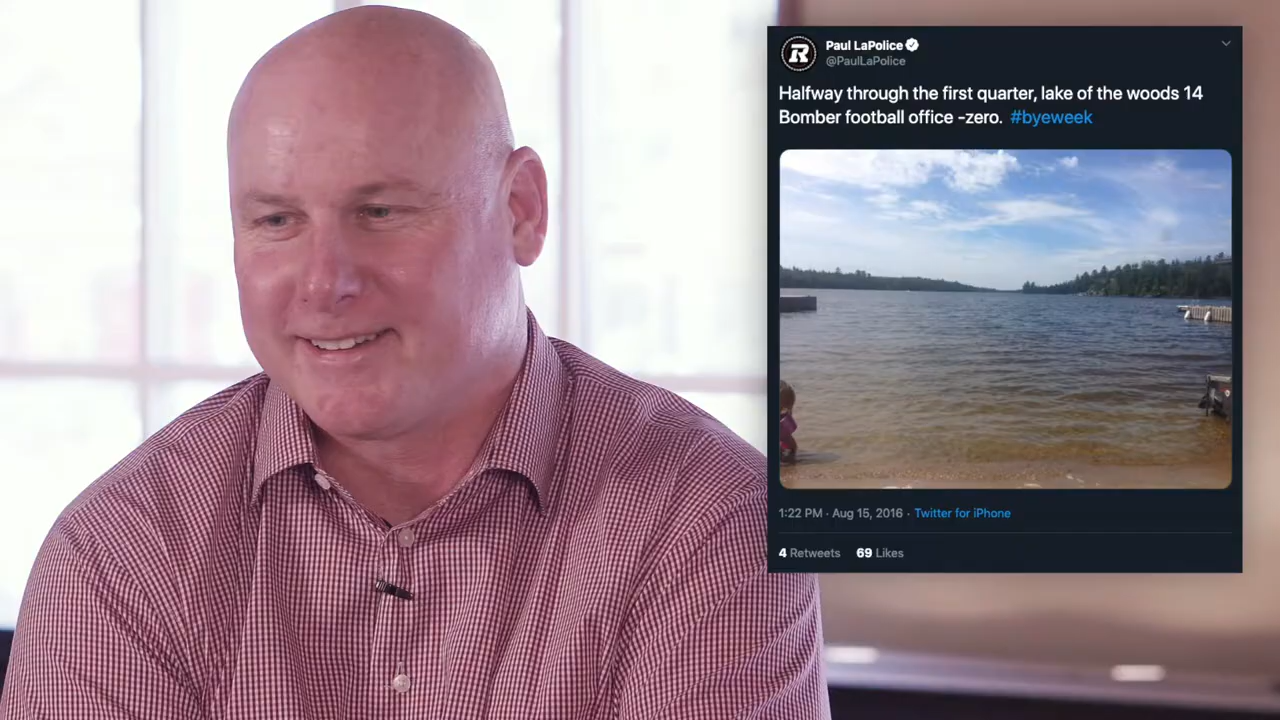 R
Paul LaPolice
@PaulLaPolice
Halfway through the first quarter, lake of the woods 14
Bomber football office -zero. #byeweek
1:22 PM · Aug 15, 2016 · Twitter for iPhone
4 Retweets 69 Likes